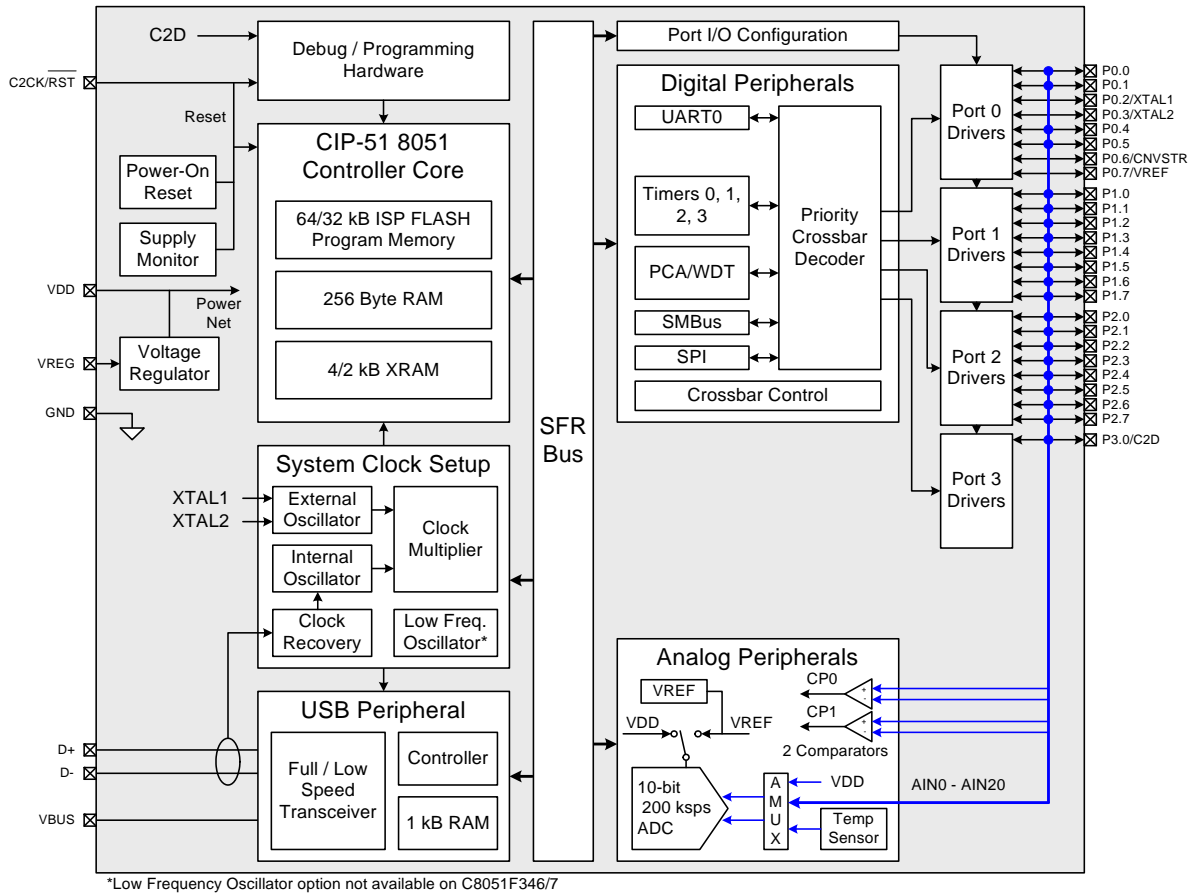 C2D
C2CK/RST
Debug / Programming
Hardware
Reset
Power-On
Reset
Supply
Monitor
VDD
Power
Net
VREG
Voltage
Regulator
GND
CIP-51 8051
Controller Core
64/32 kB ISP FLASH
Program Memory
256 Byte RAM
4/2 kB XRAM
System Clock Setup
XTAL1
XTAL2
External
Oscillator
Internal
Oscillator
Clock
Recovery
Clock
Multiplier
Low Freq.
Oscillator*
USB Peripheral
D+
D-
VBUS
Full / Low
Speed
Transceiver
Controller
1 kB RAM
SFR
Bus
Port I/O Configuration
Digital Peripherals
UART0
Timers 0, 1,
2, 3
PCA/WDT
SMBus
SPI
Priority
Crossbar
Decoder
Crossbar Control
Port 0
Drivers
Port 1
Drivers
Port 2
Drivers
Port 3
Drivers
P0.0
P0.1
P0.2/XTAL1
P0.3/XTAL2
P0.4
P0.5
P0.6/CNVSTR
P0.7/VREF
P1.0
P1.1
P1.2
P1.3
P1.4
P1.5
P1.6
P1.7
P2.0
P2.1
P2.2
P2.3
P2.4
P2.5
P2.6
P2.7
P3.0/C2D
Analog Peripherals
VREF
VDD
VREF
CP0
+
-
CP1
+
-
2 Comparators
10-bit
200 ksps
ADC
A
M
U
X
VDD
AIN0 - AIN20
Temp
Sensor
*Low Frequency Oscillator option not available on C8051F346/7